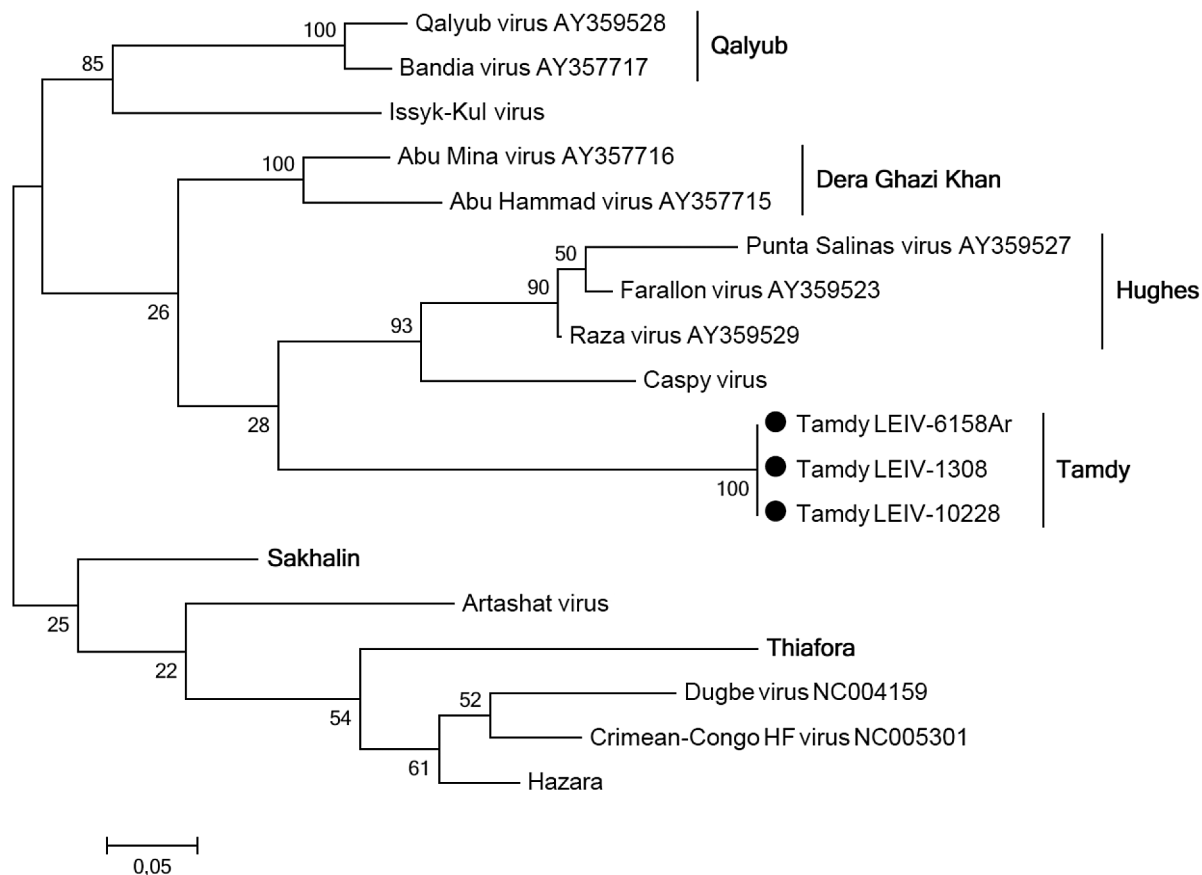 Qalyub virus AY359528
100
Qalyub
85
Bandia virus AY357717
Issyk-Kul virus
Abu Mina virus AY357716
100
Dera Ghazi Khan
Abu Hammad virus AY357715
Punta Salinas virus AY359527
50
90
Farallon virus AY359523
Hughes
26
93
Raza virus AY359529
Caspy virus
28
Tamdy LEIV-6158Ar
Tamdy LEIV-1308
Tamdy
100
Tamdy LEIV-10228
Sakhalin
25
Artashat virus
22
Thiafora
54
52
Dugbe virus NC004159
Crimean-Congo HF virus NC005301
61
Hazara
0,05